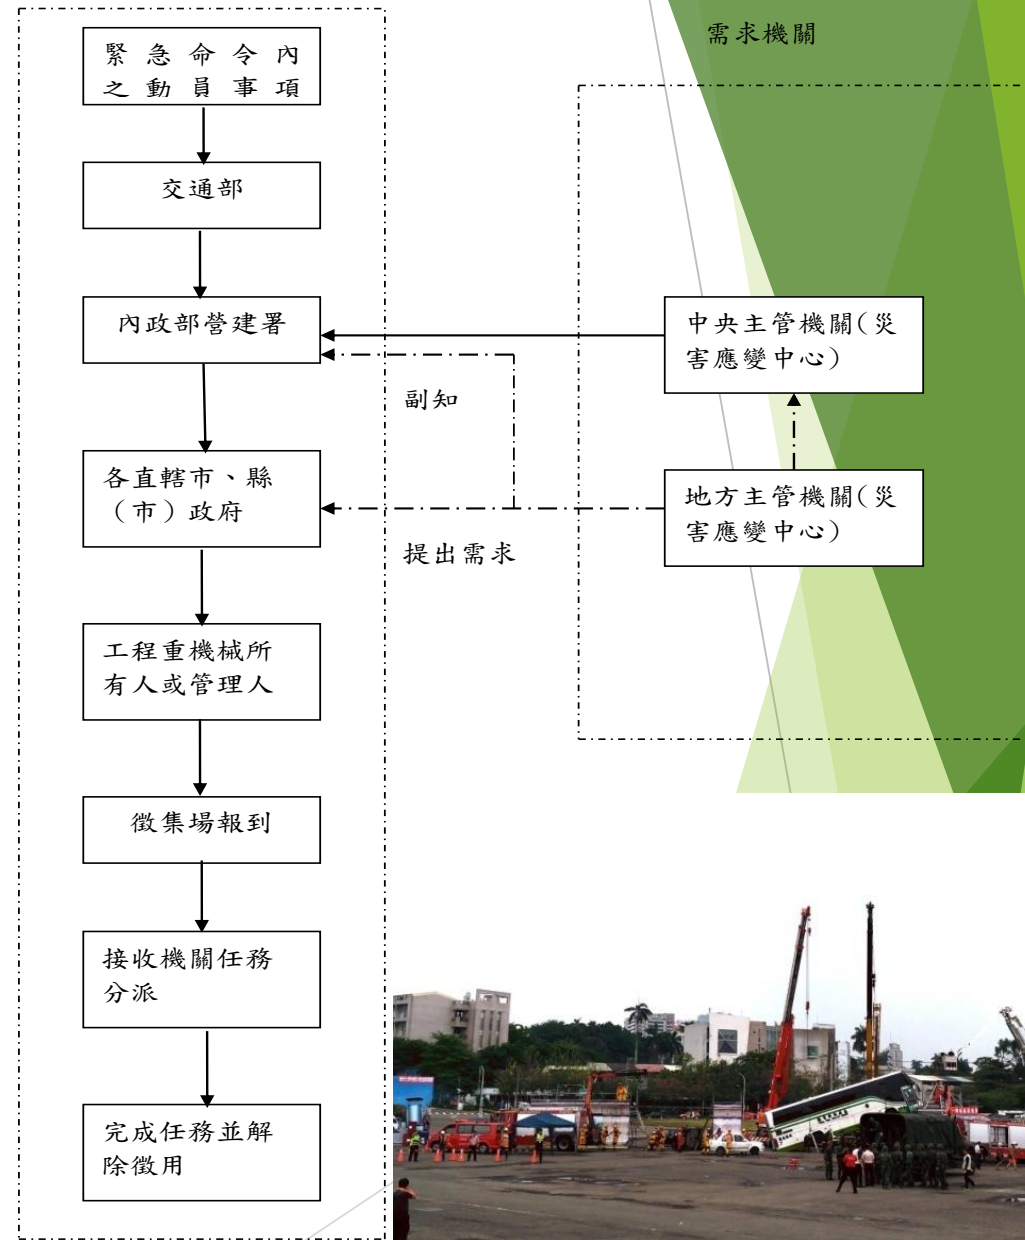 緊急命令內
之動員事項
交通部
內政部營建署
各直轄市、縣
（市）政府
工程重機械所
有人或管理人
徵集場報到
接收機關任務
分派
完成任務並解
除徵用
副知
提出需求
需求機關
中央主管機關(災
害應變中心)
地方主管機關(災
害應變中心)